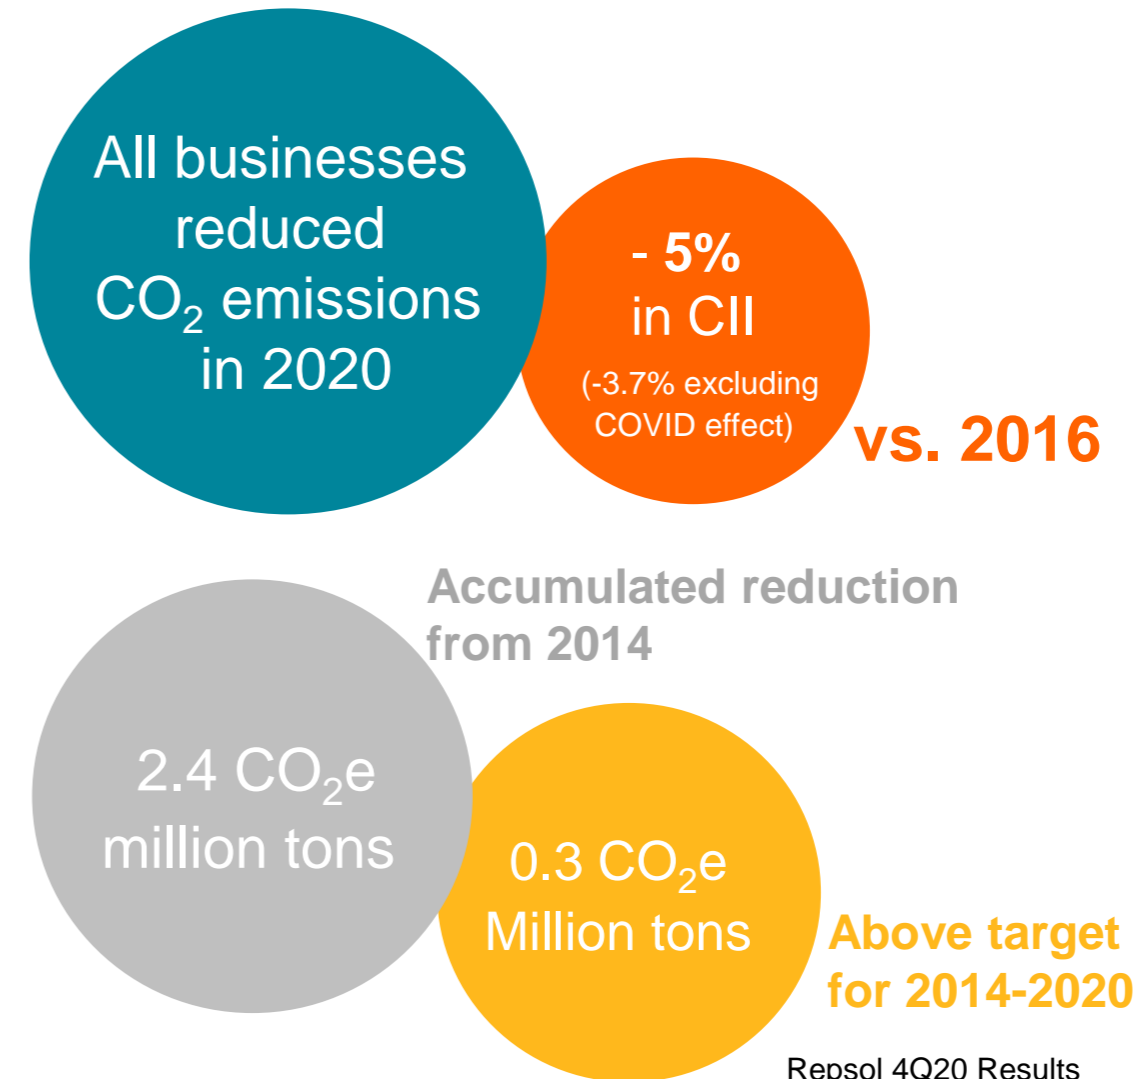 All businesses
reduced
CO₂ emissions
in 2020
- 5%
in CII
(-3.7% excluding
COVID effect)
vs. 2016
Accumulated reduction
from 2014
2.4 CO₂e
million tons
0.3 CO₂e
Million tons
Above target
for 2014-2020
Repsol 4Q20 Results